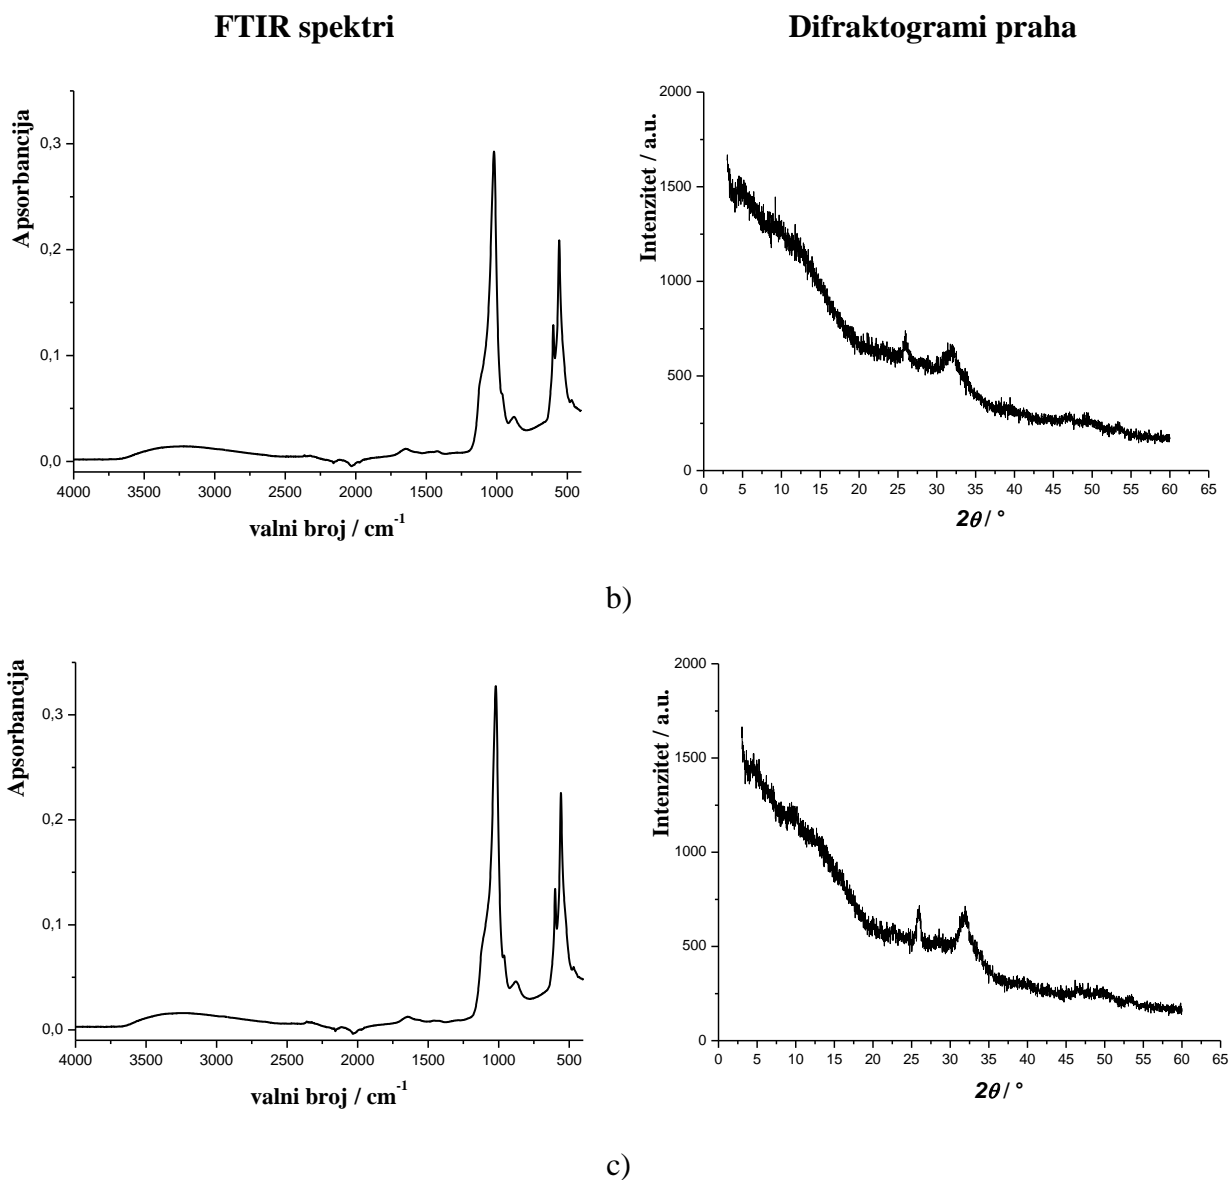 FTIR spektri
Difraktogrami praha
Apsorbancija
0,3
0,2
0,1
0,0
4000 3500 3000 2500 2000 1500 1000 500
valni broj / cm-1
Intenzitet / a.u.
2000
1500
1000
500
0
0 5 10 15 20 25 30 35 40 45 50 55 60 65
2θ / °
b)
Apsorbancija
0,3
0,2
0,1
0,0
4000 3500 3000 2500 2000 1500 1000 500
valni broj / cm-1
Intenzitet / a.u.
2000
1500
1000
500
0
0 5 10 15 20 25 30 35 40 45 50 55 60 65
2θ / °
c)